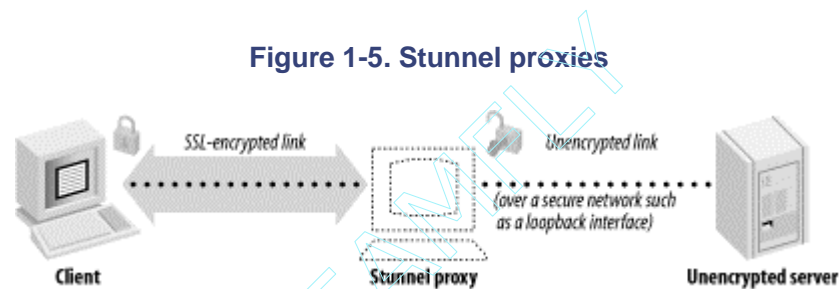 Figure 1-5. Stunnel proxies
SSL-encrypted link
Unencrypted link
(over a secure network such
as a loopback interface)
Client
Stunnel proxy
Unencrypted server